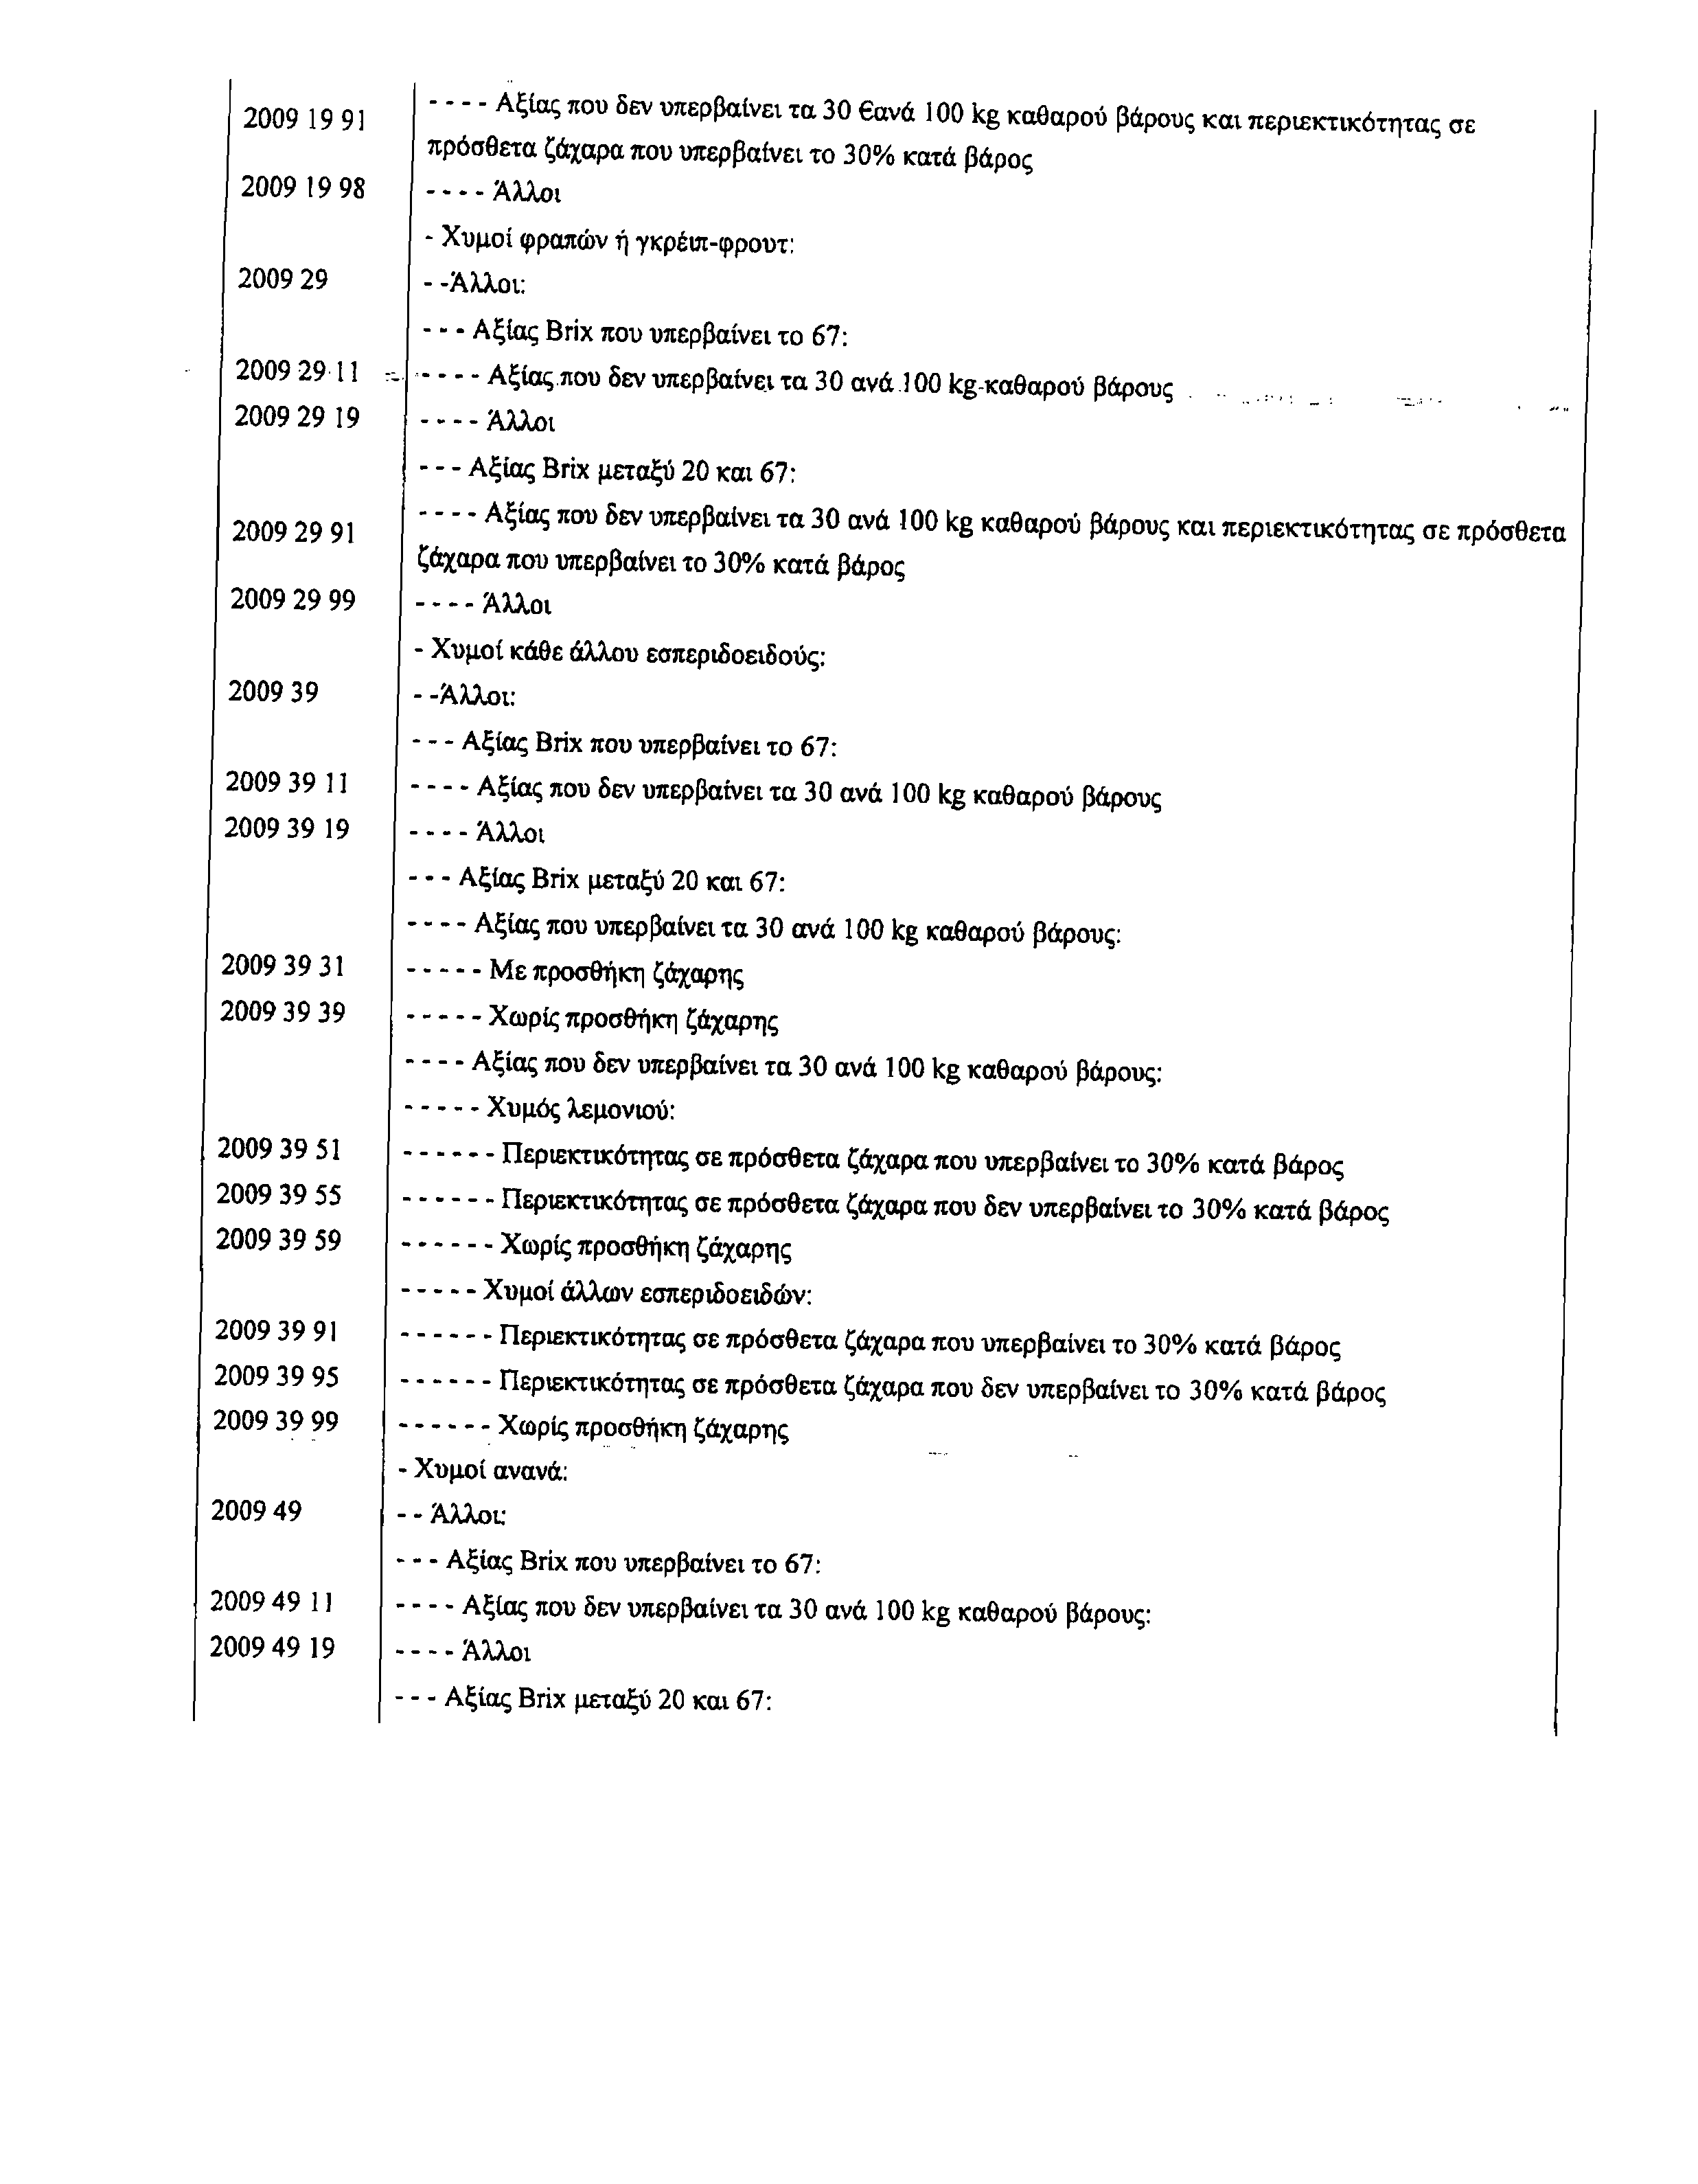 2009 19 91 - - - - Αξίας που δεν υπερβαίνει τα 30 €ανά 100 kg καθαρού βάρους και περιεκτικότητας σε
πρόσθετα ζάχαρα που υπερβαίνει το 30% κατά βάρος
2009 19 98 - - - - Άλλοι
- Χυμοί φραπών ή γκρέιπ-φρουτ:
2009 29 - -Άλλοι:
- - - Αξίας Brix που υπερβαίνει το 67:
2009 29 11 - - - - Αξίας που δεν υπερβαίνει τα 30 ανά 100 kg καθαρού βάρους
2009 29 19 - - - - Άλλοι
- - - Αξίας Brix μεταξύ 20 και 67:
2009 29 91 - - - - Αξίας που δεν υπερβαίνει τα 30 ανά 100 kg καθαρού βάρους και περιεκτικότητας σε πρόσθετα
ζάχαρα που υπερβαίνει το 30% κατά βάρος
2009 29 99 - - - - Άλλοι
- Χυμοί κάθε άλλου εσπεριδοειδούς:
2009 39 - -Άλλοι:
- - - Αξίας Brix που υπερβαίνει το 67:
2009 39 11 - - - - Αξίας που δεν υπερβαίνει τα 30 ανά 100 kg καθαρού βάρους
2009 39 19 - - - - Άλλοι
- - - Αξίας Brix μεταξύ 20 και 67:
- - - - Αξίας που υπερβαίνει τα 30 ανά 100 kg καθαρού βάρους:
2009 39 31 - - - - - Με προσθήκη ζάχαρης
2009 39 39 - - - - - Χωρίς προσθήκη ζάχαρης
- - - - Αξίας που δεν υπερβαίνει τα 30 ανά 100 kg καθαρού βάρους:
- - - - - Χυμός λεμονιού:
2009 39 51 - - - - - - Περιεκτικότητας σε πρόσθετα ζάχαρα που υπερβαίνει το 30% κατά βάρος
2009 39 55 - - - - - - Περιεκτικότητας σε πρόσθετα ζάχαρα που δεν υπερβαίνει το 30% κατά βάρος
2009 39 59 - - - - - - Χωρίς προσθήκη ζάχαρης
- - - - - Χυμοί άλλων εσπεριδοειδών:
2009 39 91 - - - - - - Περιεκτικότητας σε πρόσθετα ζάχαρα που υπερβαίνει το 30% κατά βάρος
2009 39 95 - - - - - - Περιεκτικότητας σε πρόσθετα ζάχαρα που δεν υπερβαίνει το 30% κατά βάρος
2009 39 99 - - - - - - Χωρίς προσθήκη ζάχαρης
- Χυμοί ανανά:
2009 49 - - Άλλοι:
- - - Αξίας Brix που υπερβαίνει το 67:
2009 49 11 - - - - Αξίας που δεν υπερβαίνει τα 30 ανά 100 kg καθαρού βάρους:
2009 49 19 - - - - Άλλοι
- - - Αξίας Brix μεταξύ 20 και 67: